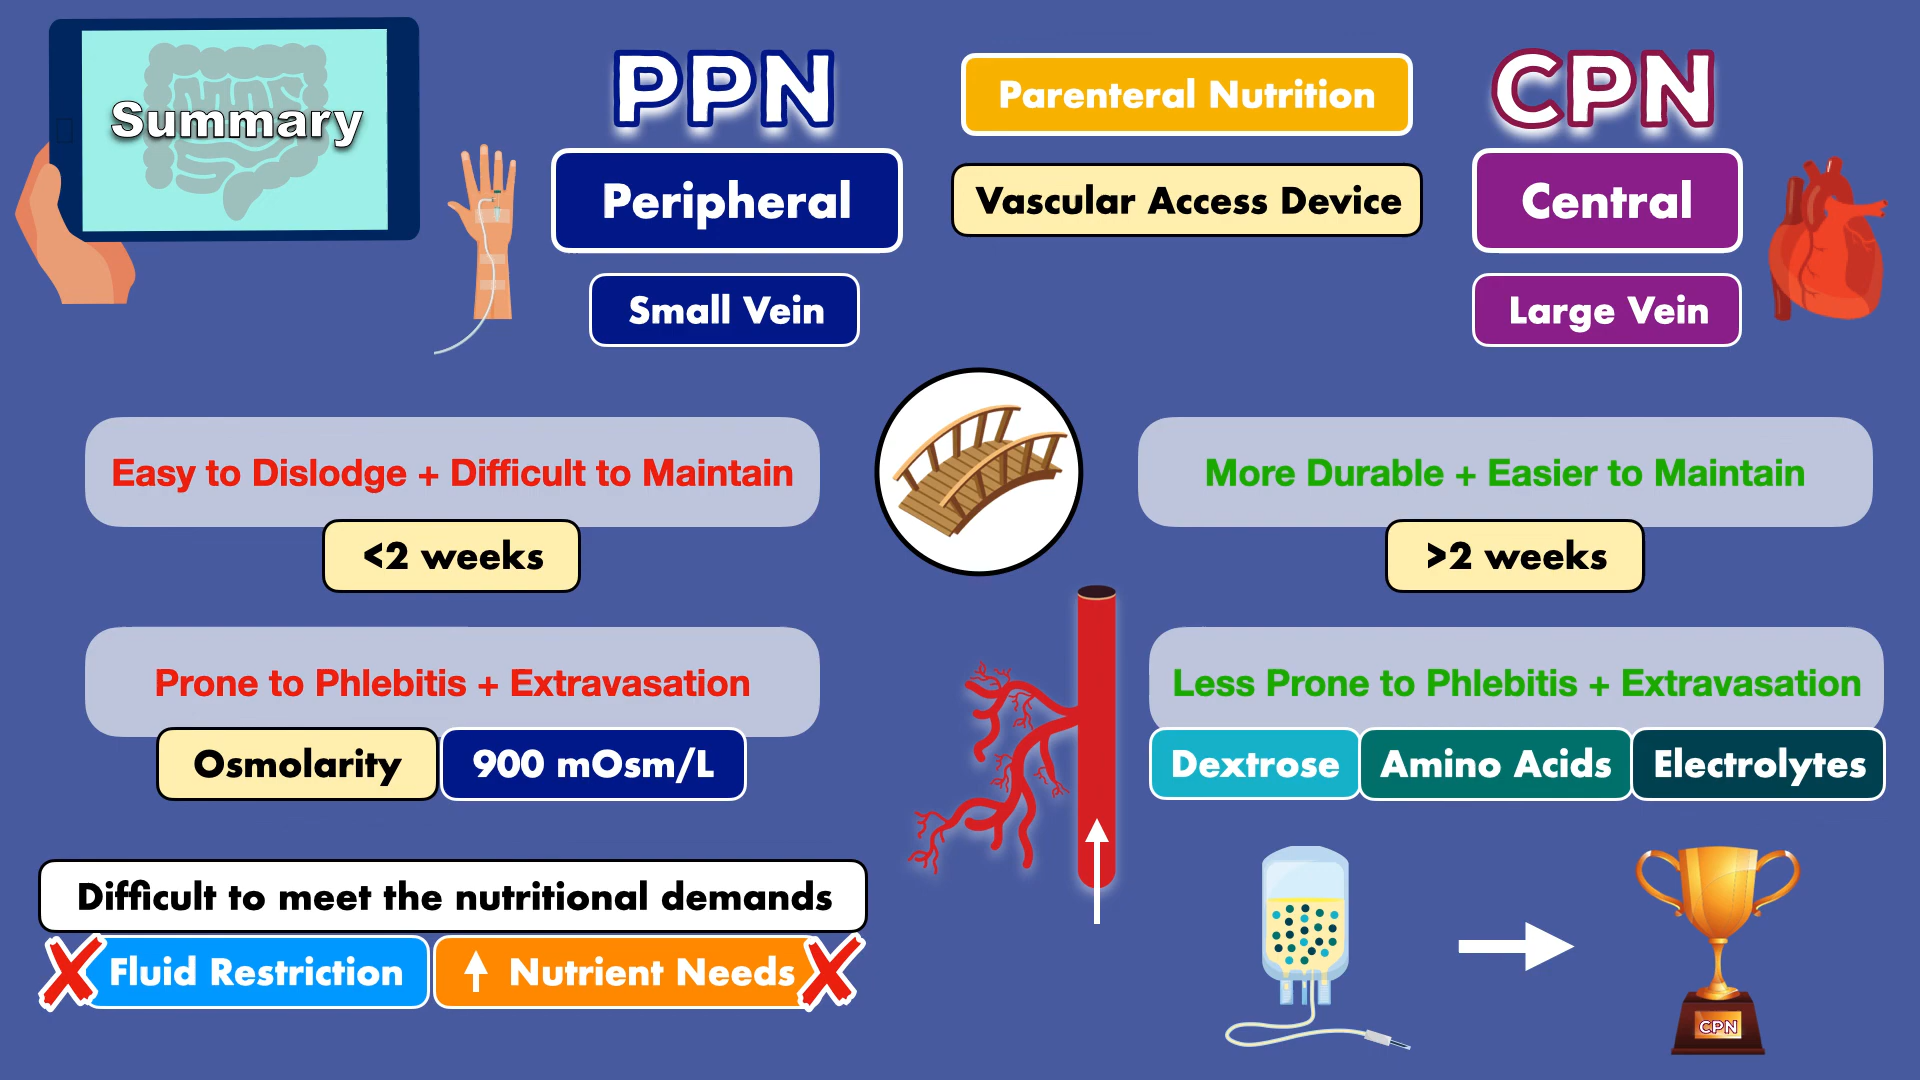 Summary
PPN
Parenteral Nutrition
CPN
Peripheral
Vascular Access Device
Central
Small Vein
Large Vein
Easy to Dislodge + Difficult to Maintain
More Durable + Easier to Maintain
<2 weeks
>2 weeks
Prone to Phlebitis + Extravasation
Less Prone to Phlebitis + Extravasation
Osmolarity
900 mOsm/L
Dextrose
Amino Acids
Electrolytes
Difficult to meet the nutritional demands
Fluid Restriction
Nutrient Needs
CPN